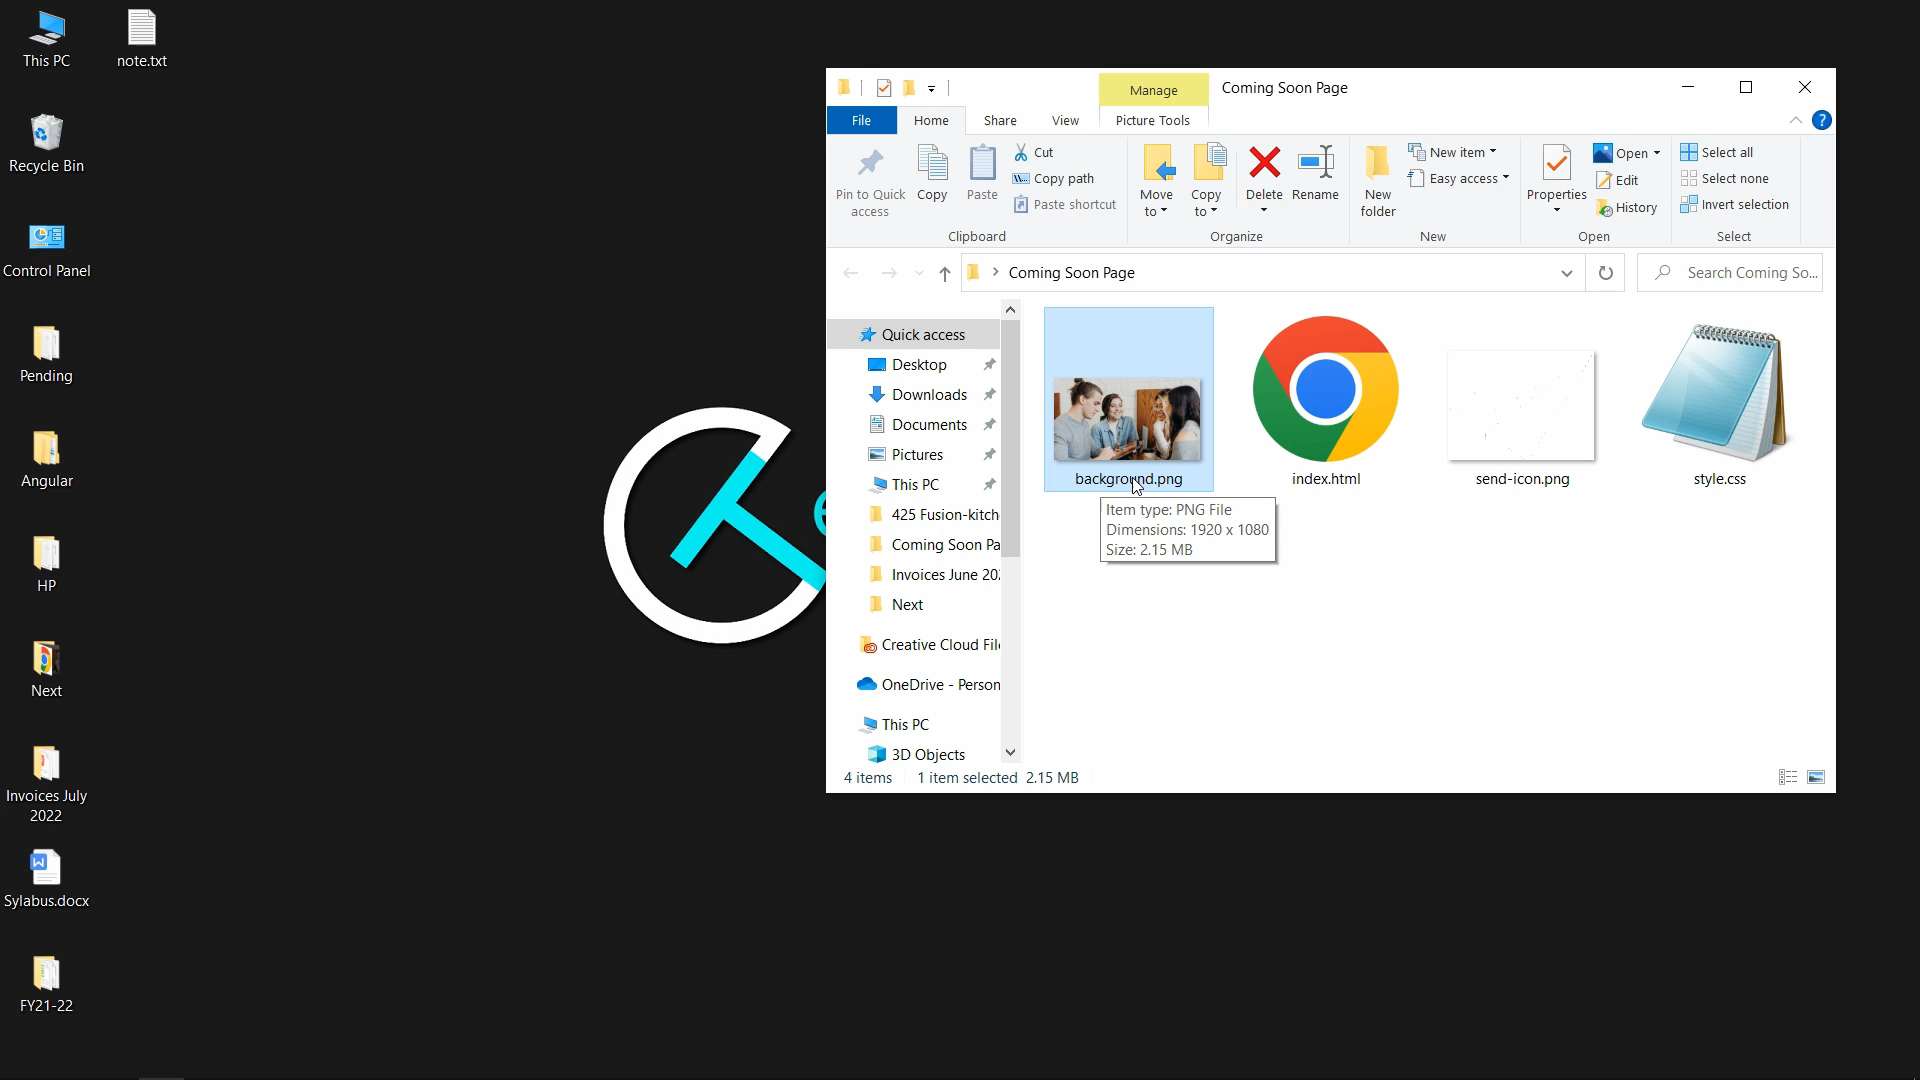 This PC
note.txt
Recycle Bin
Control Panel
Pending
Angular
HP
Next
Invoices July
2022
Sylabus.docx
FY21-22
Manage
Coming Soon Page
File
Home
Share
View
Picture Tools
?
Pin to Quick
access
Copy
Paste
Cut
Copy path
Paste shortcut
Clipboard
Move
to
Copy
to
Delete
Rename
Organize
New
folder
New item
Easy access
New
Properties
Open
Edit
History
Open
Select all
Select none
Invert selection
Select
Coming Soon Page
Search Coming So...
Quick access
Desktop
Downloads
Documents
Pictures
This PC
425 Fusion-kitch
Coming Soon Pa
Invoices June 202
Next
Creative Cloud File
OneDrive - Person
This PC
3D Objects
background.png
index.html
send-icon.png
style.css
Item type: PNG File
Dimensions: 1920 x 1080
Size: 2.15 MB
4 items
1 item selected 2.15 MB